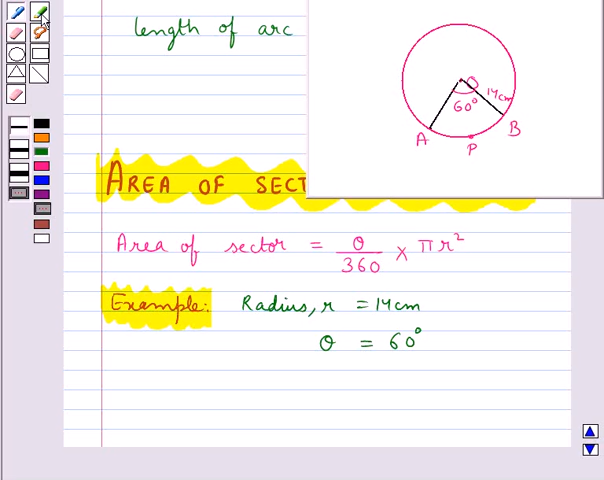 length of arc
O
14cm
60°
A
B
P
AREA OF SECT
Area of sector = θ/360 × πr²
Example: Radius, r = 14cm
θ = 60°